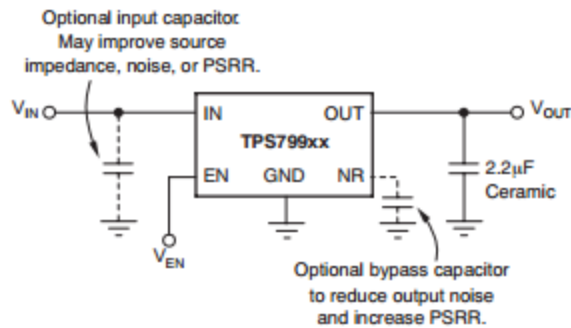 Optional input capacitor.
May improve source
impedance, noise, or PSRR.
VIN
IN
OUT
VOUT
TPS799xx
EN
GND
NR
2.2μF
Ceramic
VEN
Optional bypass capacitor
to reduce output noise
and increase PSRR.